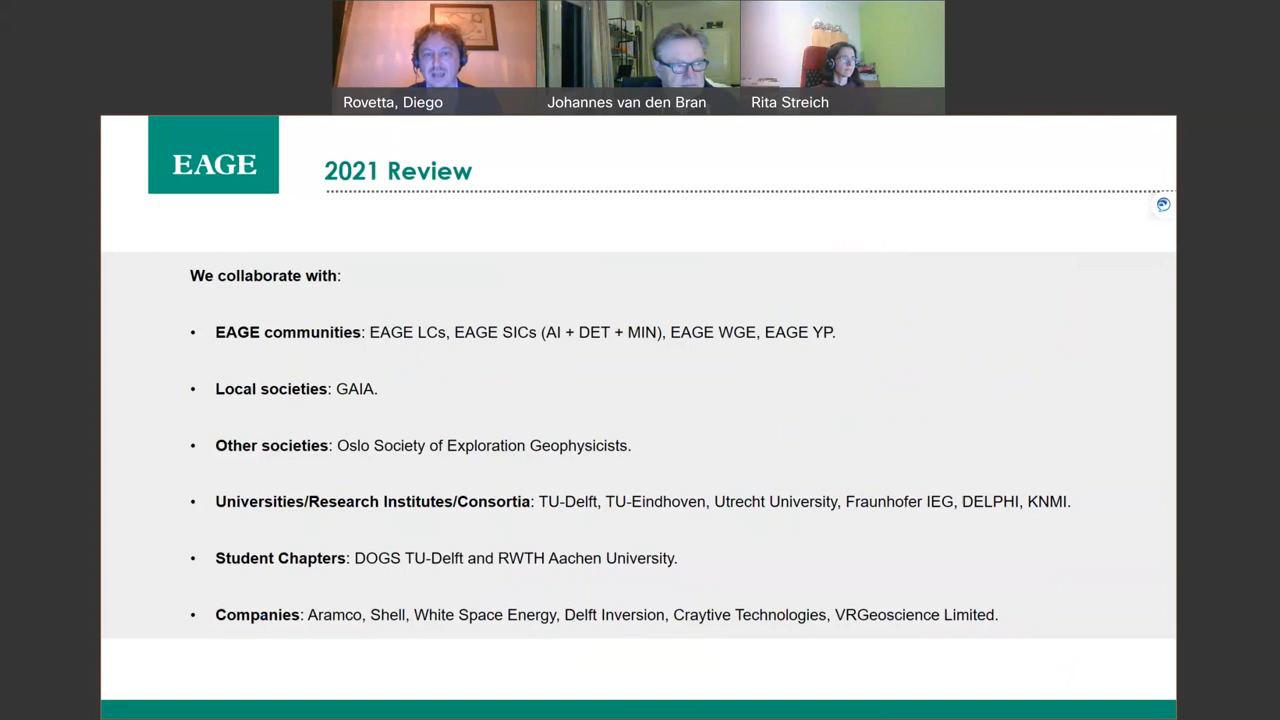 Rovetta, Diego
Johannes van den Bran
Rita Streich
EAGE
2021 Review
We collaborate with:
• EAGE communities: EAGE LCs, EAGE SICs (AI + DET + MIN), EAGE WGE, EAGE YP.
• Local societies: GAIA.
• Other societies: Oslo Society of Exploration Geophysicists.
• Universities/Research Institutes/Consortia: TU-Delft, TU-Eindhoven, Utrecht University, Fraunhofer IEG, DELPHI, KNMI.
• Student Chapters: DOGS TU-Delft and RWTH Aachen University.
• Companies: Aramco, Shell, White Space Energy, Delft Inversion, Craytive Technologies, VRGeoscience Limited.